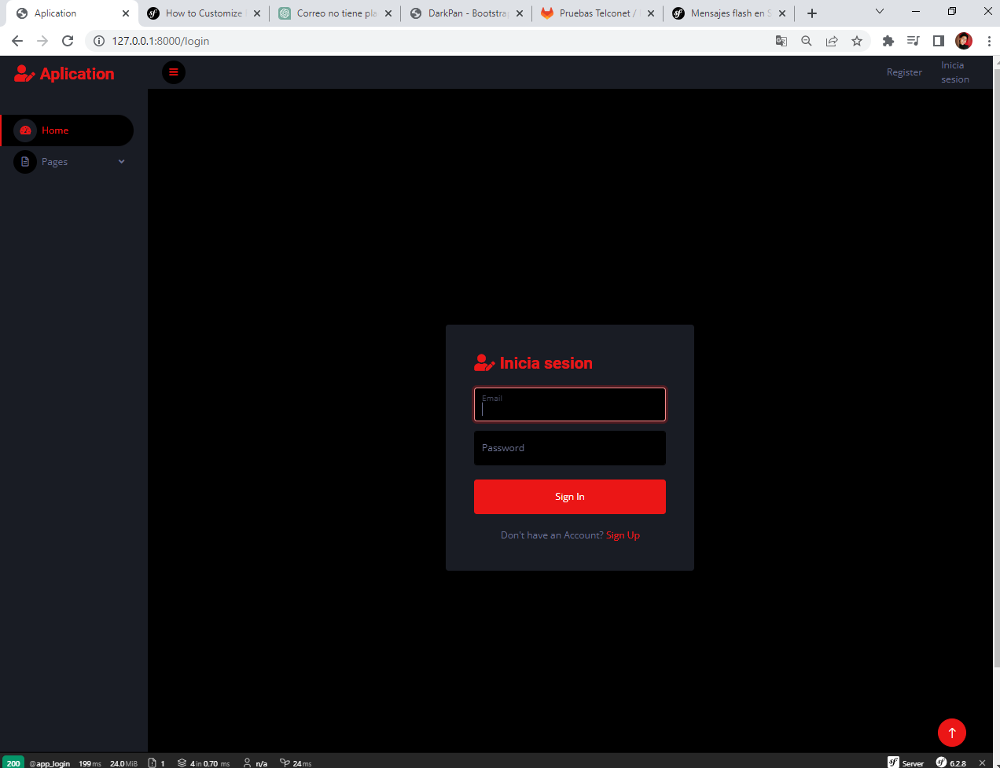 Aplication
How to Customize
Correo no tiene pla
DarkPan - Bootstrap
Pruebas Telconet /
Mensajes flash en S
127.0.0.1:8000/login
Aplication
Register
Inicia
sesion
Home
Pages
Inicia sesion
Email
Password
Sign In
Don't have an Account? Sign Up
200 @app_login 199 ms 24.0 MiB 1 4 in 0.70 ms n/a 24 ms Server 6.2.8